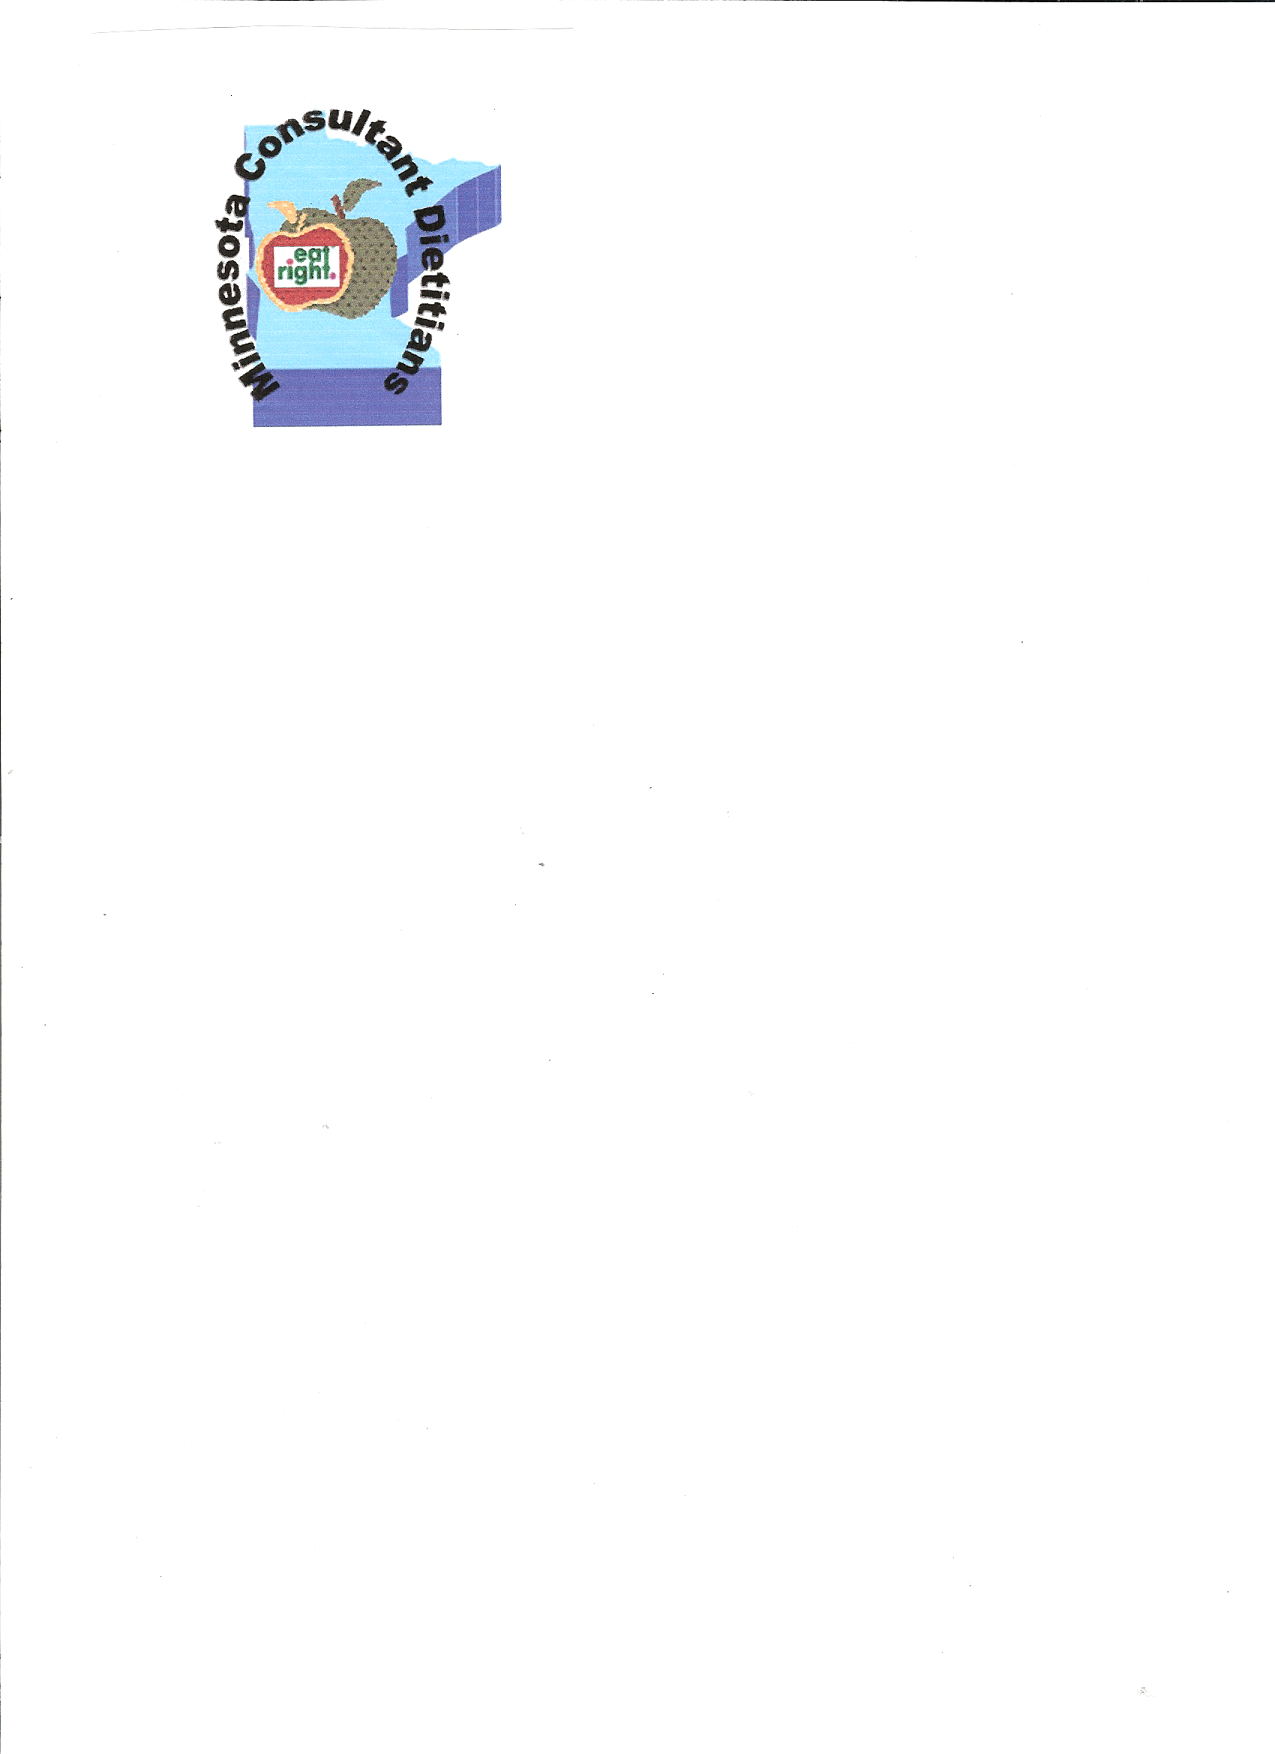 Minnesota Consultant Dietitians
eat
right.